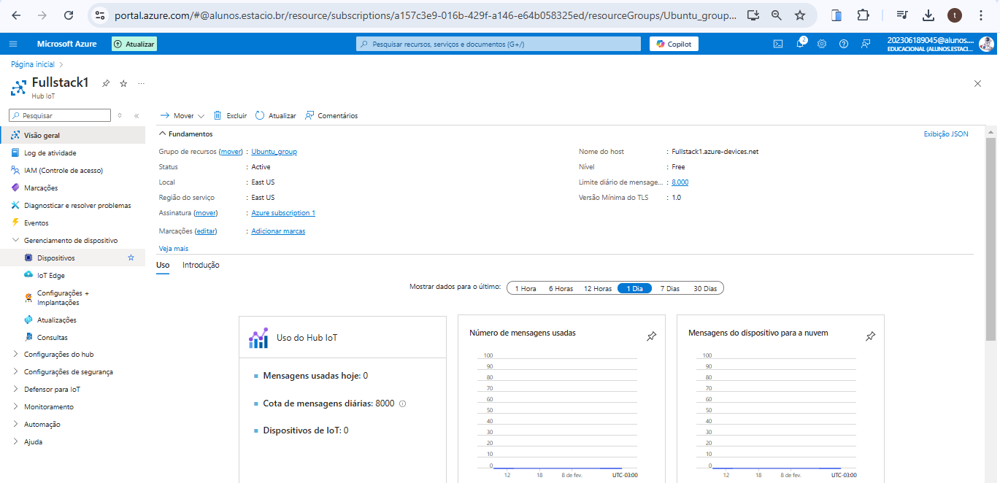 portal.azure.com/#@alunos.estacio.br/resource/subscriptions/a157c3e9-016b-429f-a146-e64b058325ed/resourceGroups/Ubuntu_group...
t
Microsoft Azure
Atualizar
Pesquisar recursos, serviços e documentos (G+/)
Copilot
2
202306189045@alunos....
EDUCACIONAL (ALUNOS.ESTACI...
Página inicial
Fullstack1
...
Hub IoT
Pesquisar
«
Visão geral
Log de atividade
IAM (Controle de acesso)
Marcações
Diagnosticar e resolver problemas
Eventos
Gerenciamento de dispositivo
Dispositivos
IoT Edge
Configurações +
Implantações
Atualizações
Consultas
Configurações do hub
Configurações de segurança
Defensor para IoT
Monitoramento
Automação
Ajuda
Mover
Excluir
Atualizar
Comentários
Fundamentos
Exibição JSON
Grupo de recursos (mover) : Ubuntu_group
Status : Active
Local : East US
Região do serviço : East US
Assinatura (mover) : Azure subscription 1
Marcações (editar) : Adicionar marcas
Nome do host : Fullstack1.azure-devices.net
Nível : Free
Limite diário de mensage... : 8.000
Versão Mínima do TLS : 1.0
Veja mais
Uso
Introdução
Mostrar dados para o último: 1 Hora 6 Horas 12 Horas 1 Dia 7 Dias 30 Dias
Uso do Hub IoT
Mensagens usadas hoje: 0
Cota de mensagens diárias: 8000
Dispositivos de IoT: 0
Número de mensagens usadas
100
90
80
70
60
50
40
30
20
10
0
12 18 8 de fev. UTC-03:00
Mensagens do dispositivo para a nuvem
100
90
80
70
60
50
40
30
20
10
0
12 18 8 de fev. UTC-03:00